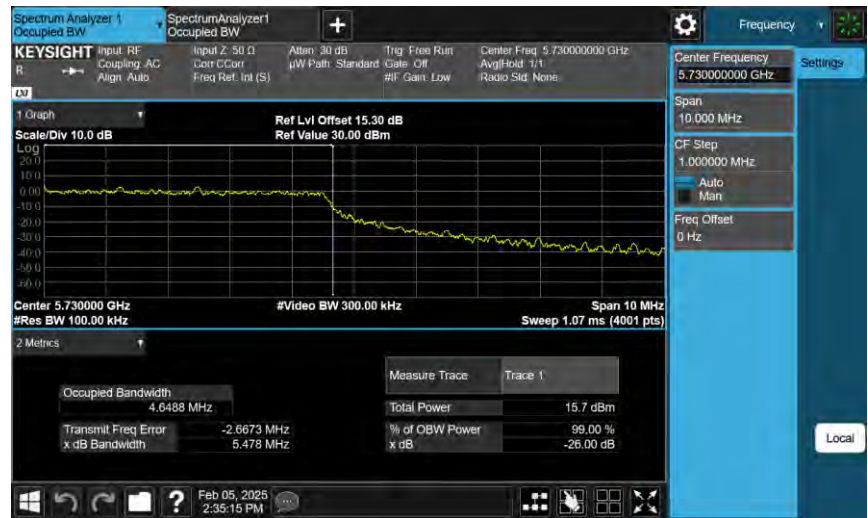 Spectrum Analyzer 1
Occupied BW
SpectrumAnalyzer1
Occupied BW
+
Frequency
KEYSIGHT
R
LXI
Input: RF
Coupling: AC
Align: Auto
Input Z: 50 Ω
Corr CCorr
Freq Ref: Int (S)
Atten: 30 dB
µW Path: Standard
Trig: Free Run
Gate: Off
#IF Gain: Low
Center Freq: 5.730000000 GHz
Avg|Hold: 1/1
Radio Std: None
Center Frequency
5.730000000 GHz
Settings
Span
10.000 MHz
CF Step
1.000000 MHz
Auto
Man
Freq Offset
0 Hz
Local
1 Graph
Scale/Div 10.0 dB
Ref Lvl Offset 15.30 dB
Ref Value 30.00 dBm
Log
20.0
10.0
0.00
-10.0
-20.0
-30.0
-40.0
-50.0
-60.0
Center 5.730000 GHz
#Res BW 100.00 kHz
#Video BW 300.00 kHz
Span 10 MHz
Sweep 1.07 ms (4001 pts)
2 Metrics
Measure Trace Trace 1
Occupied Bandwidth
4.6488 MHz
Total Power 15.7 dBm
Transmit Freq Error -2.6673 MHz
% of OBW Power 99.00 %
x dB Bandwidth 5.478 MHz
x dB -26.00 dB
?
Feb 05, 2025
2:35:15 PM